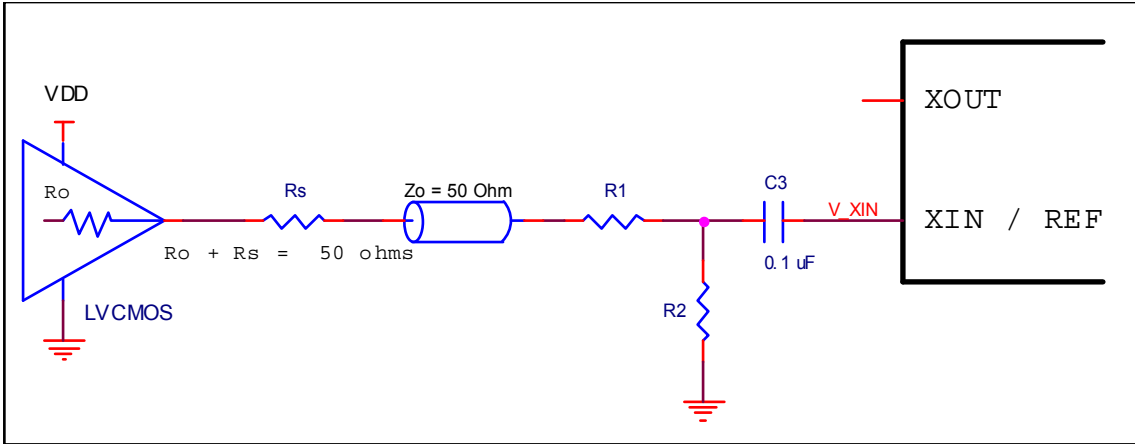 VDD
XOUT
Ro
Rs
Zo = 50 Ohm
R1
C3
V_XIN
XIN / REF
Ro + Rs = 50 ohms
0.1 uF
LVCMOS
R2